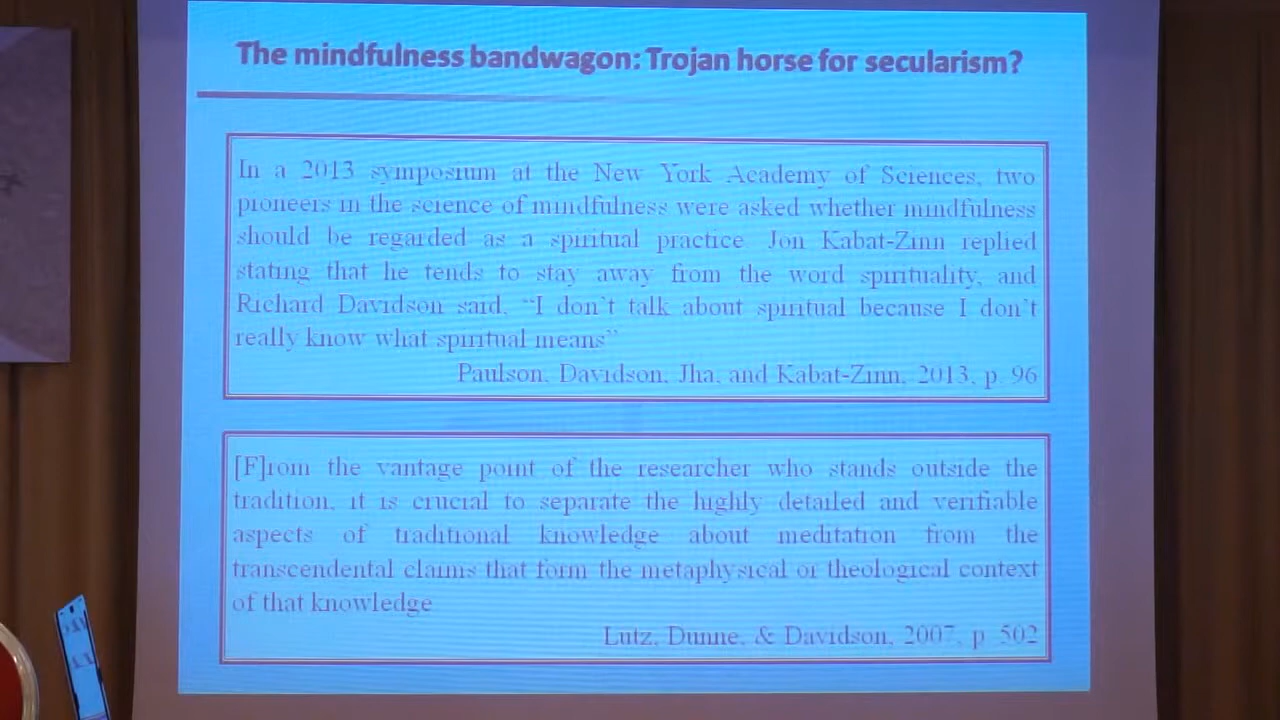 The mindfulness bandwagon: Trojan horse for secularism?
In a 2013 symposium at the New York Academy of Sciences, two
pioneers in the science of mindfulness were asked whether mindfulness
should be regarded as a spiritual practice. Jon Kabat-Zinn replied
stating that he tends to stay away from the word spirituality, and
Richard Davidson said, “I don’t talk about spiritual because I don’t
really know what spiritual means”
Paulson, Davidson, Jha, and Kabat-Zinn, 2013, p. 96
[F]rom the vantage point of the researcher who stands outside the
tradition, it is crucial to separate the highly detailed and verifiable
aspects of traditional knowledge about meditation from the
transcendental claims that form the metaphysical or theological context
of that knowledge
Lutz, Dunne, & Davidson, 2007, p. 502